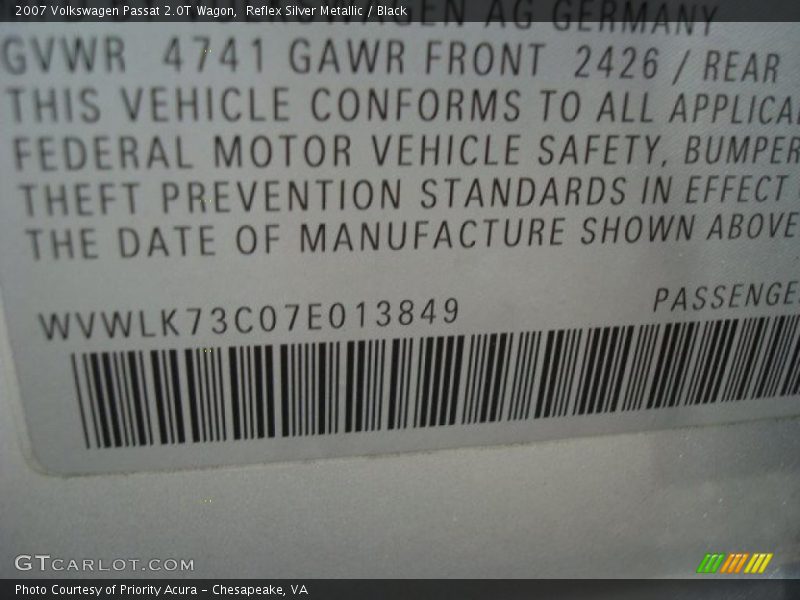 2007 Volkswagen Passat 2.0T Wagon, Reflex Silver Metallic / Black
AG GERMANY
GVWR 4741 GAWR FRONT 2426 / REAR
THIS VEHICLE CONFORMS TO ALL APPLICA
FEDERAL MOTOR VEHICLE SAFETY, BUMPER
THEFT PREVENTION STANDARDS IN EFFECT
THE DATE OF MANUFACTURE SHOWN ABOVE
WVWLK73C07E013849
PASSENGE
GTCARLOT.COM
Photo Courtesy of Priority Acura – Chesapeake, VA